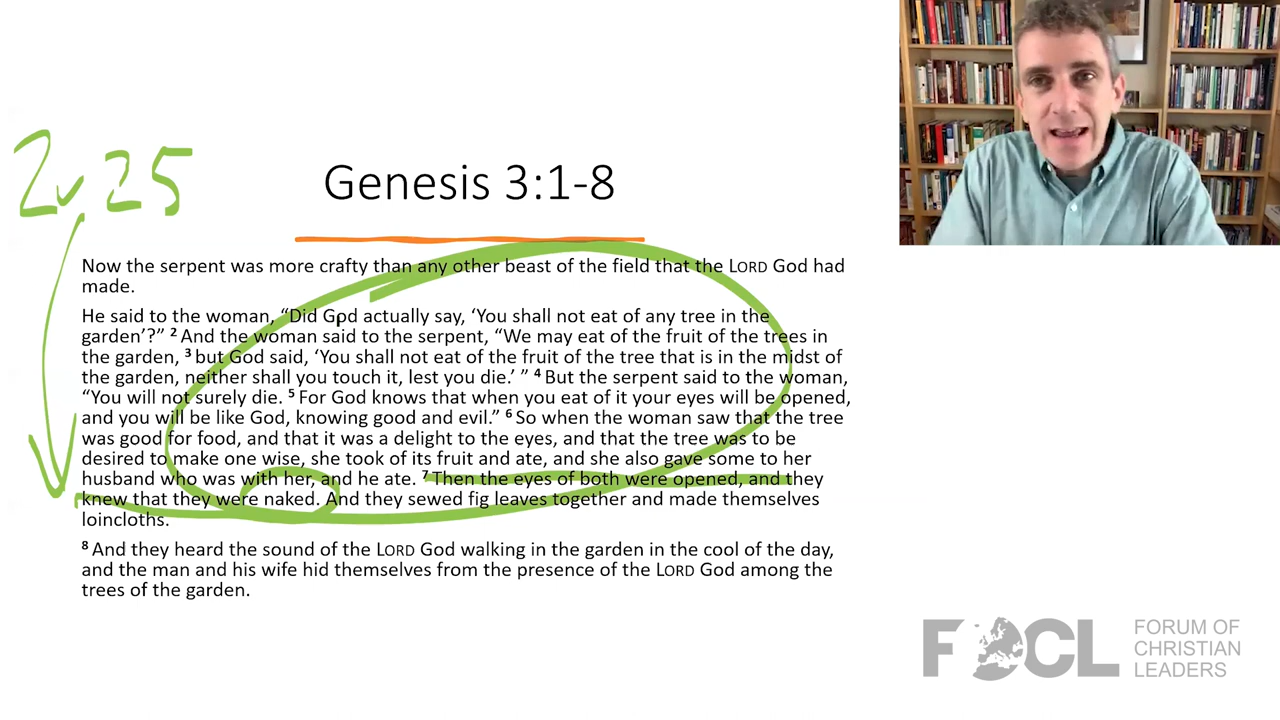 2v.25
Genesis 3:1-8
Now the serpent was more crafty than any other beast of the field that the LORD God had
made.
He said to the woman, “Did God actually say, ‘You shall not eat of any tree in the
garden’?” 2 And the woman said to the serpent, “We may eat of the fruit of the trees in
the garden, 3 but God said, ‘You shall not eat of the fruit of the tree that is in the midst of
the garden, neither shall you touch it, lest you die.’ ” 4 But the serpent said to the woman,
“You will not surely die. 5 For God knows that when you eat of it your eyes will be opened,
and you will be like God, knowing good and evil.” 6 So when the woman saw that the tree
was good for food, and that it was a delight to the eyes, and that the tree was to be
desired to make one wise, she took of its fruit and ate, and she also gave some to her
husband who was with her, and he ate. 7 Then the eyes of both were opened, and they
knew that they were naked. And they sewed fig leaves together and made themselves
loincloths.
8 And they heard the sound of the LORD God walking in the garden in the cool of the day,
and the man and his wife hid themselves from the presence of the LORD God among the
trees of the garden.
FOCL
FORUM OF
CHRISTIAN
LEADERS